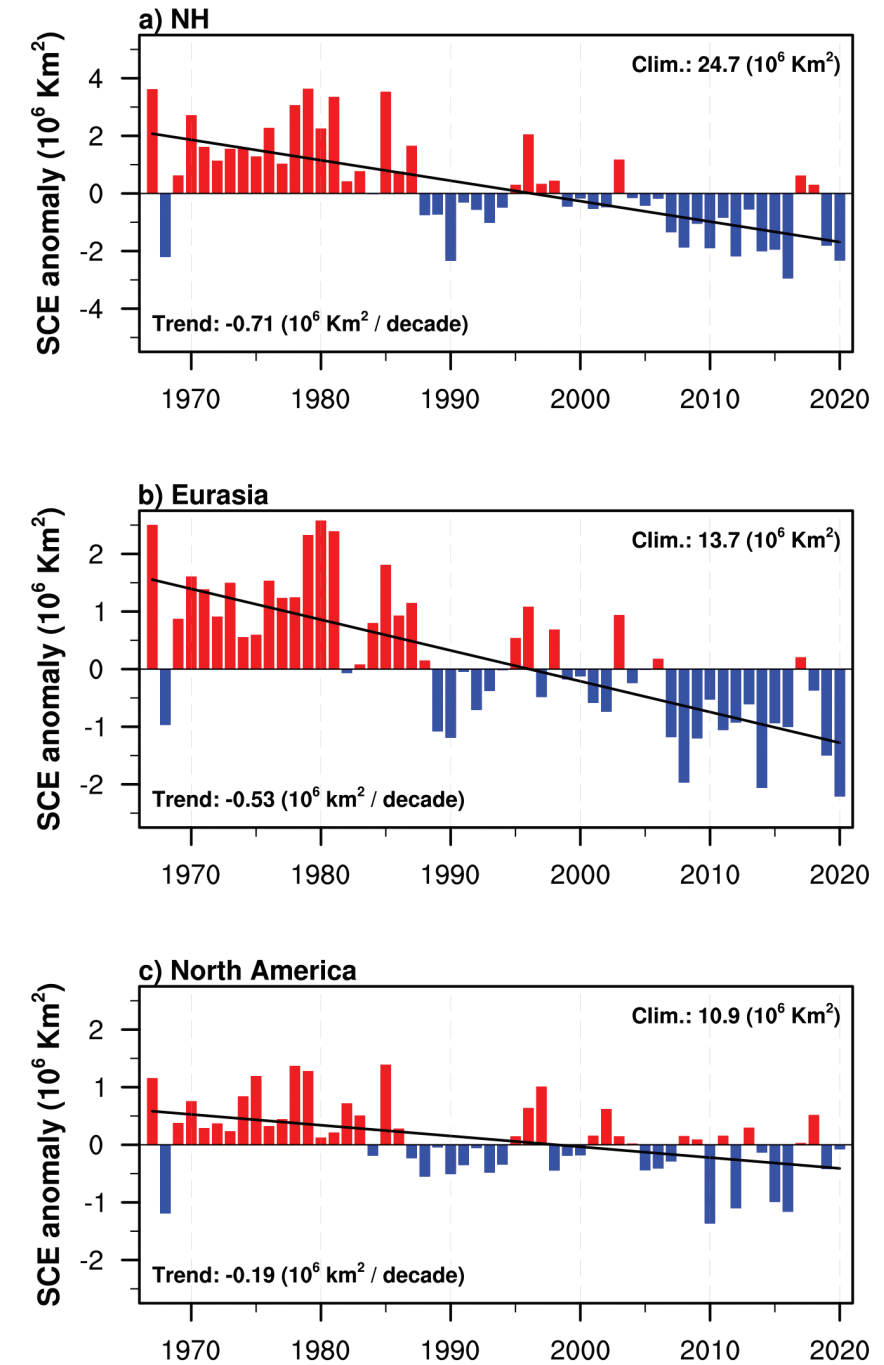 a) NH
Clim.: 24.7 (10⁶ Km²)
SCE anomaly (10⁶ Km²)
4
2
0
-2
-4
Trend: -0.71 (10⁶ Km² / decade)
1970 1980 1990 2000 2010 2020
b) Eurasia
Clim.: 13.7 (10⁶ Km²)
SCE anomaly (10⁶ Km²)
2
1
0
-1
-2
Trend: -0.53 (10⁶ km² / decade)
1970 1980 1990 2000 2010 2020
c) North America
Clim.: 10.9 (10⁶ Km²)
SCE anomaly (10⁶ Km²)
2
1
0
-1
-2
Trend: -0.19 (10⁶ km² / decade)
1970 1980 1990 2000 2010 2020